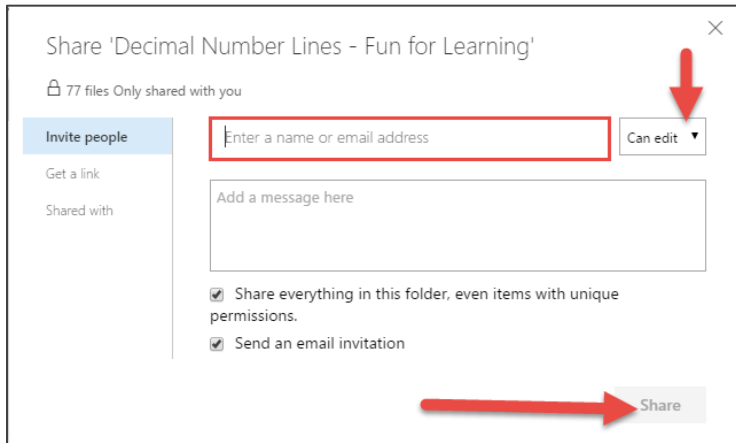 Share 'Decimal Number Lines - Fun for Learning'
77 files Only shared with you
Invite people
Enter a name or email address
Can edit
Get a link
Shared with
Add a message here
Share everything in this folder, even items with unique
permissions.
Send an email invitation
Share